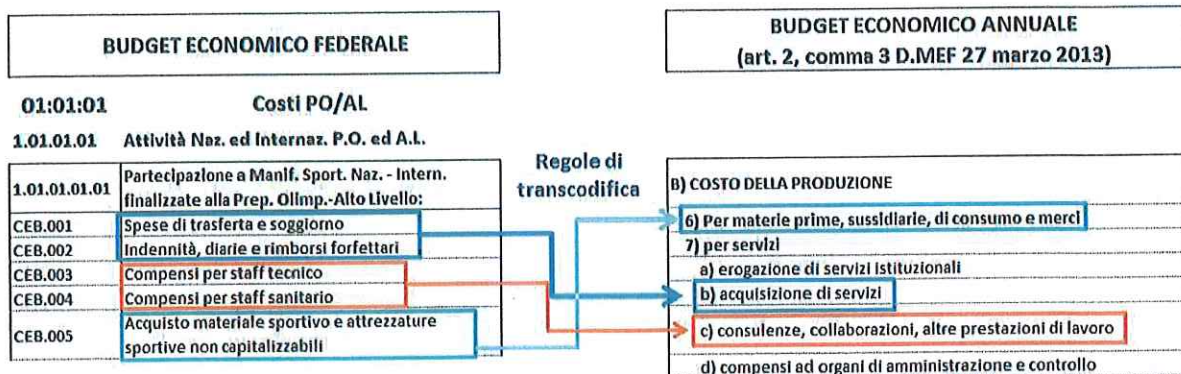 BUDGET ECONOMICO FEDERALE
BUDGET ECONOMICO ANNUALE
(art. 2, comma 3 D.MEF 27 marzo 2013)
01:01:01 Costi PO/AL
1.01.01.01 Attività Naz. ed Internaz. P.O. ed A.L.
1.01.01.01.01 Partecipazione a Manif. Sport. Naz. - Intern.
finalizzate alla Prep. Olimp.-Alto Livello:
CEB.001 Spese di trasferta e soggiorno
CEB.002 Indennità, diarie e rimborsi forfettari
CEB.003 Compensi per staff tecnico
CEB.004 Compensi per staff sanitario
CEB.005 Acquisto materiale sportivo e attrezzature
sportive non capitalizzabili
Regole di
transcodifica
B) COSTO DELLA PRODUZIONE
6) Per materie prime, sussidiarie, di consumo e merci
7) per servizi
a) erogazione di servizi istituzionali
b) acquisizione di servizi
c) consulenze, collaborazioni, altre prestazioni di lavoro
d) compensi ad organi di amministrazione e controllo